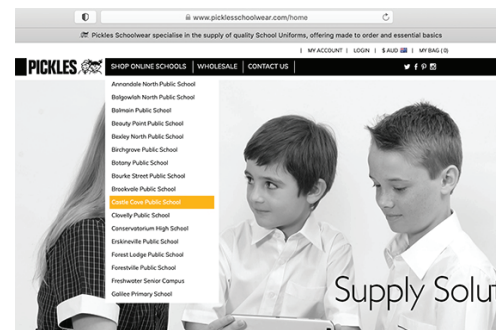 www.picklesschoolwear.com/home
Pickles Schoolwear specialise in the supply of quality School Uniforms, offering made to order and essential basics
| MY ACCOUNT | LOGIN | $ AUD | MY BAG (0)
PICKLES
SHOP ONLINE SCHOOLS | WHOLESALE | CONTACT US |
Annandale North Public School
Balgowlah North Public School
Balmain Public School
Beauty Point Public School
Bexley North Public School
Birchgrove Public School
Botany Public School
Bourke Street Public School
Brookvale Public School
Castle Cove Public School
Clovelly Public School
Conservatorium High School
Erskineville Public School
Forest Lodge Public School
Forestville Public School
Freshwater Senior Campus
Galilee Primary School
Supply Solu